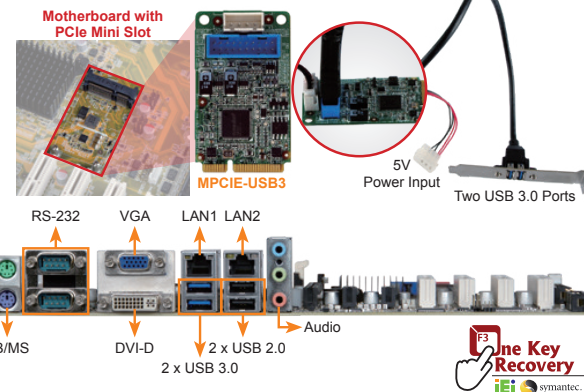 Motherboard with
PCIe Mini Slot
MPCIE-USB3
5V
Power Input
Two USB 3.0 Ports
RS-232
VGA
LAN1
LAN2
/MS
DVI-D
2 x USB 3.0
2 x USB 2.0
Audio
F3
One Key
Recovery
iEi
symantec.